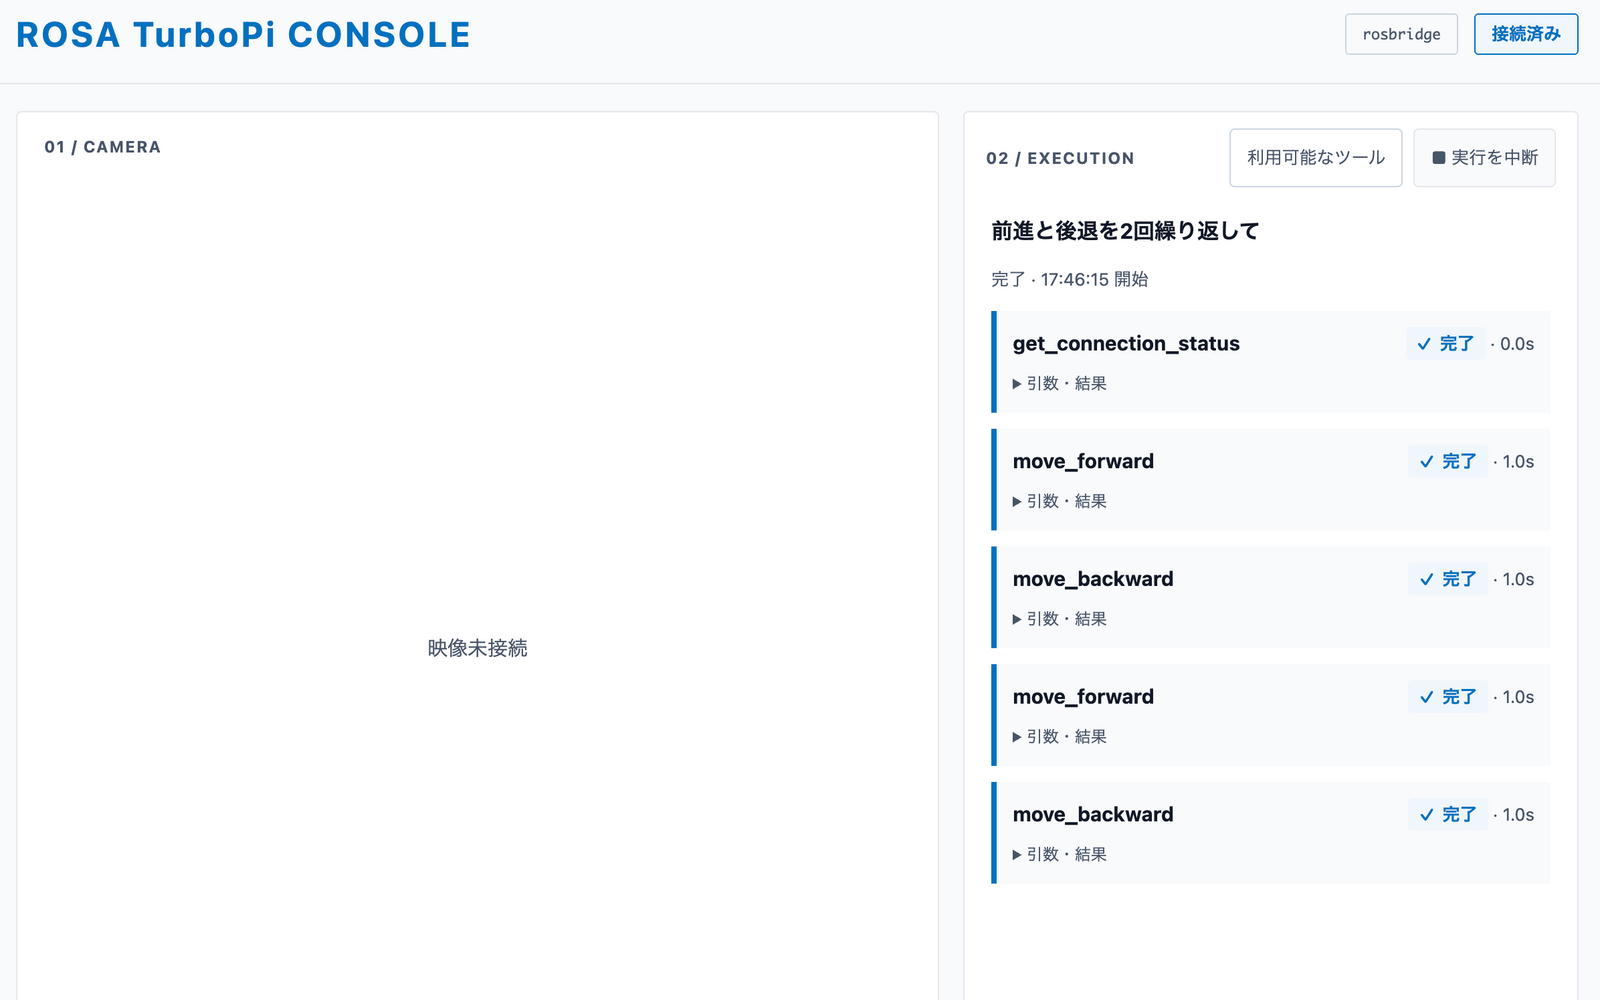 ROSA TurboPi CONSOLE
rosbridge
接続済み
01 / CAMERA
映像未接続
02 / EXECUTION
利用可能なツール
■ 実行を中断
前進と後退を2回繰り返して
完了 · 17:46:15 開始
get_connection_status
✓ 完了 · 0.0s
▶ 引数・結果
move_forward
✓ 完了 · 1.0s
▶ 引数・結果
move_backward
✓ 完了 · 1.0s
▶ 引数・結果
move_forward
✓ 完了 · 1.0s
▶ 引数・結果
move_backward
✓ 完了 · 1.0s
▶ 引数・結果